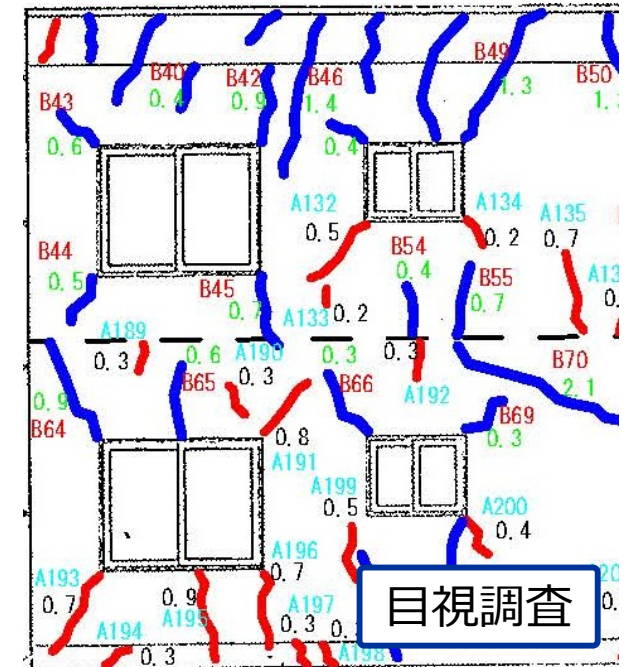 B49
B40
B42
B46
B50
B43
0.4
0.9
1.4
1.3
0.6
0.4
A132
A134
A135
0.5
0.2
0.7
B44
B54
0.5
0.4
B55
B45
0.7
0.7
A133
0.2
A189
0.3
0.6
A190
0.3
0.3
0.3
B70
B65
B66
A192
2.1
0.9
B64
0.8
B69
0.3
A191
A199
0.5
A200
0.4
A196
0.7
A193
0.7
0.9
A195
A197
0.3
A194
0.3
A198
目視調査